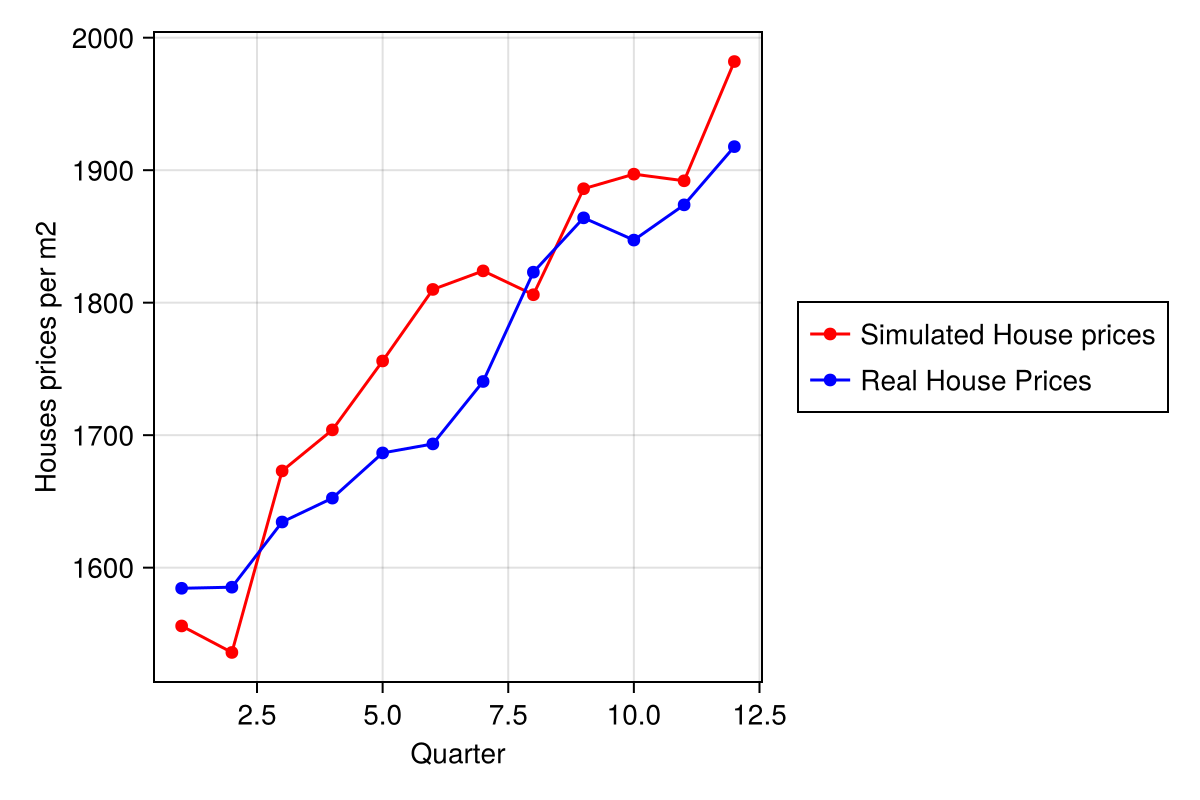 2000
1900
1800
1700
1600
Houses prices per m2
2.5 5.0 7.5 10.0 12.5
Quarter
Simulated House prices
Real House Prices